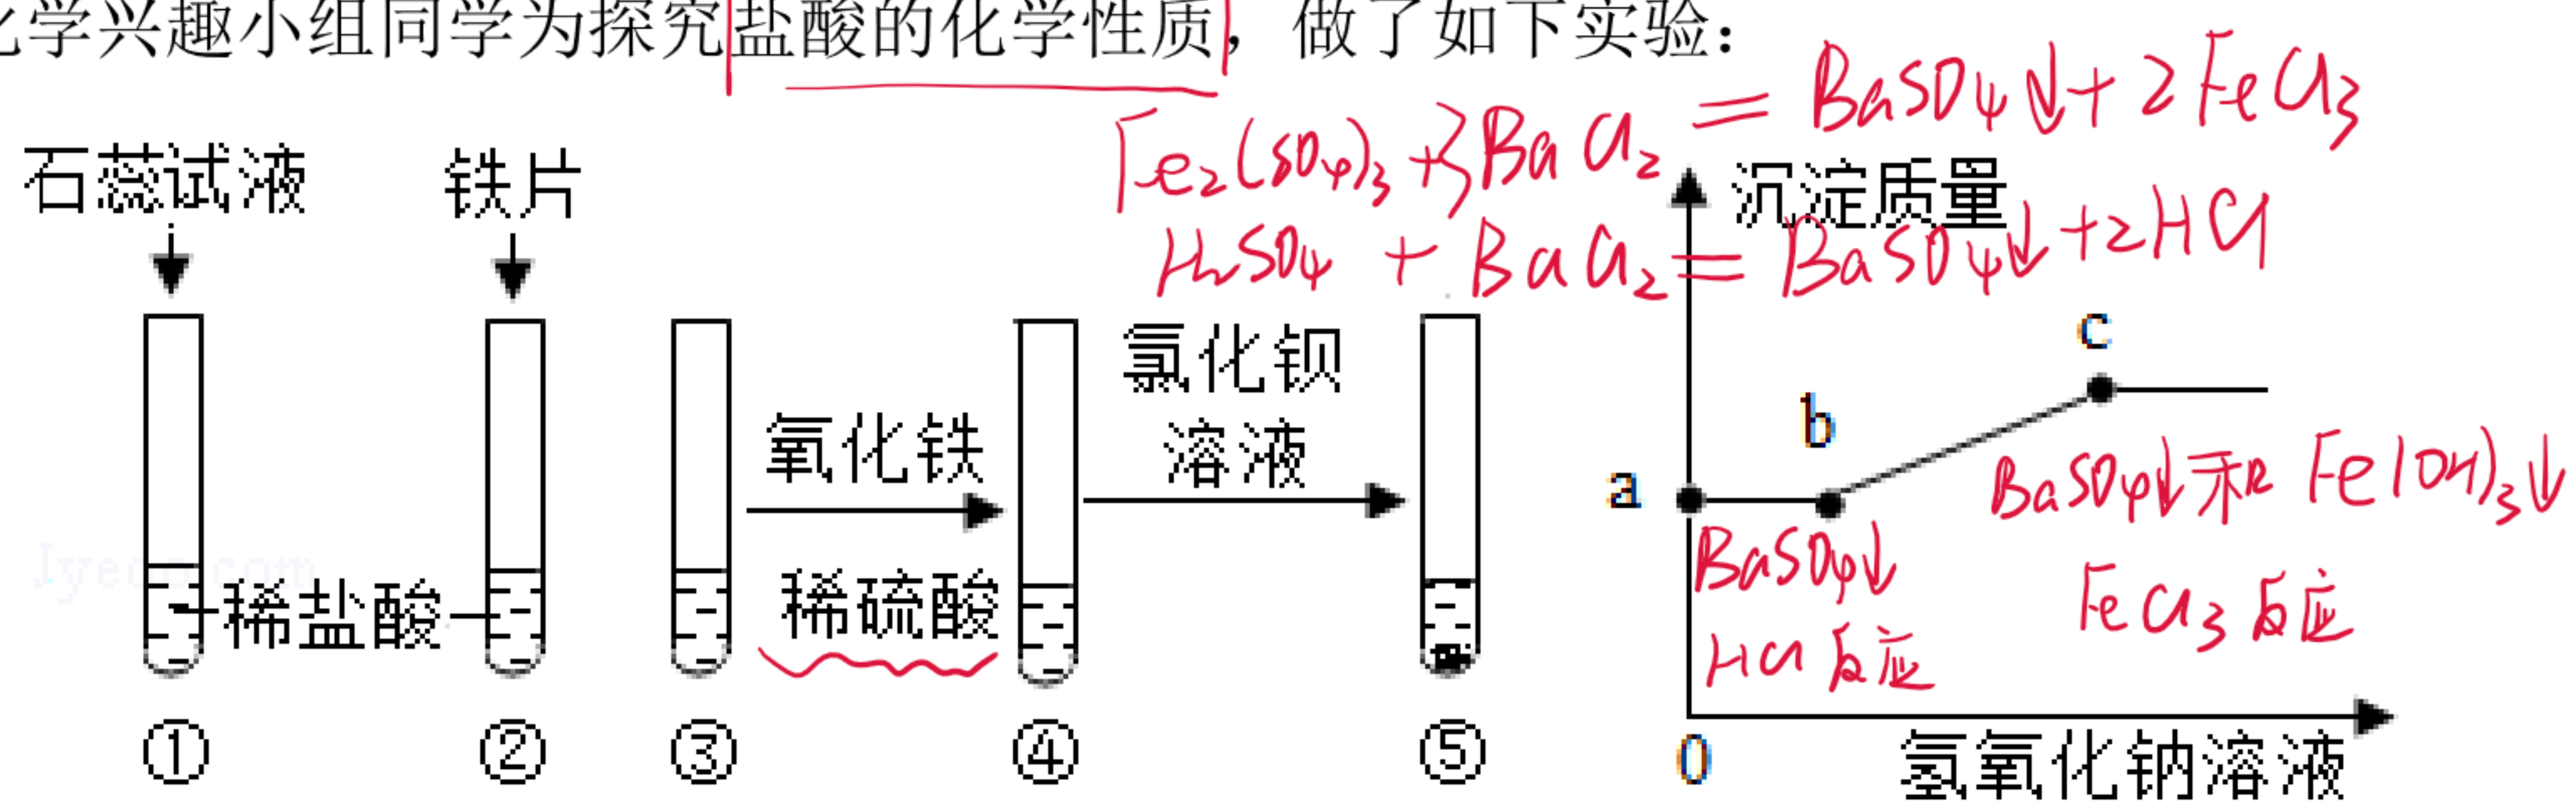 化学兴趣小组同学为探究盐酸的化学性质，做了如下实验：
Fe₂(SO₄)₃+3BaCl₂ = BaSO₄↓+2FeCl₃
H₂SO₄ + BaCl₂ = BaSO₄↓+2HCl
石蕊试液
铁片
沉淀质量
氧化铁
稀硫酸
氯化钡
溶液
稀盐酸
a
b
c
BaSO₄↓
HCl反应
BaSO₄↓和Fe(OH)₃↓
FeCl₃反应
0
氢氧化钠溶液
①
②
③
④
⑤
Jyeoo.com